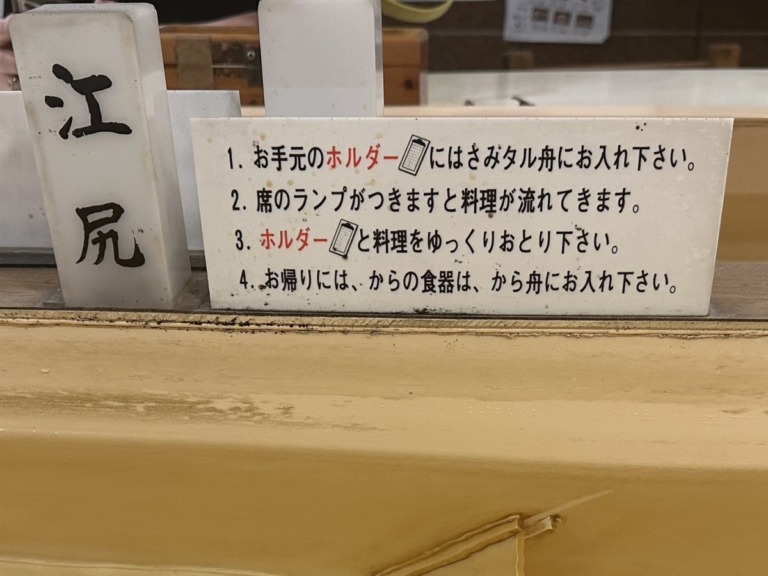 江尻
1. お手元のホルダーにはさみタル舟にお入れ下さい。
2. 席のランプがつきますと料理が流れてきます。
3. ホルダーと料理をゆっくりおとり下さい。
4. お帰りには、からの食器は、から舟にお入れ下さい。